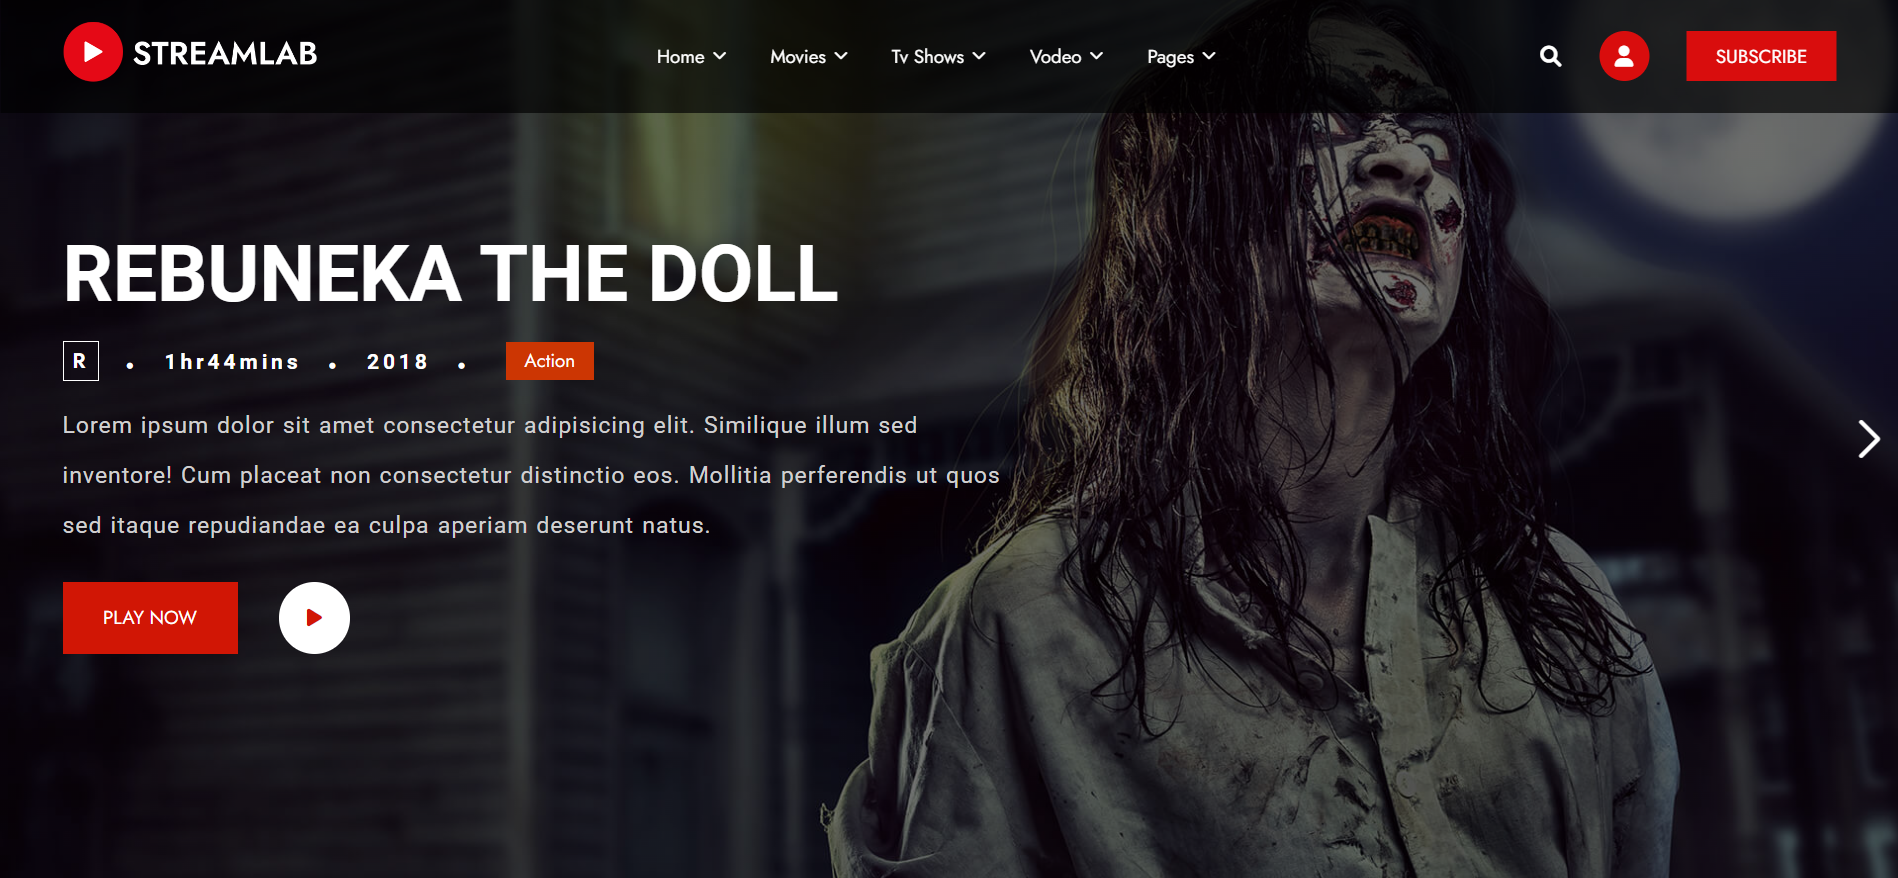 STREAMLAB
Home Movies Tv Shows Vodeo Pages
SUBSCRIBE
REBUNEKA THE DOLL
R • 1hr44mins • 2018 • Action
Lorem ipsum dolor sit amet consectetur adipisicing elit. Similique illum sed
inventore! Cum placeat non consectetur distinctio eos. Mollitia perferendis ut quos
sed itaque repudiandae ea culpa aperiam deserunt natus.
PLAY NOW